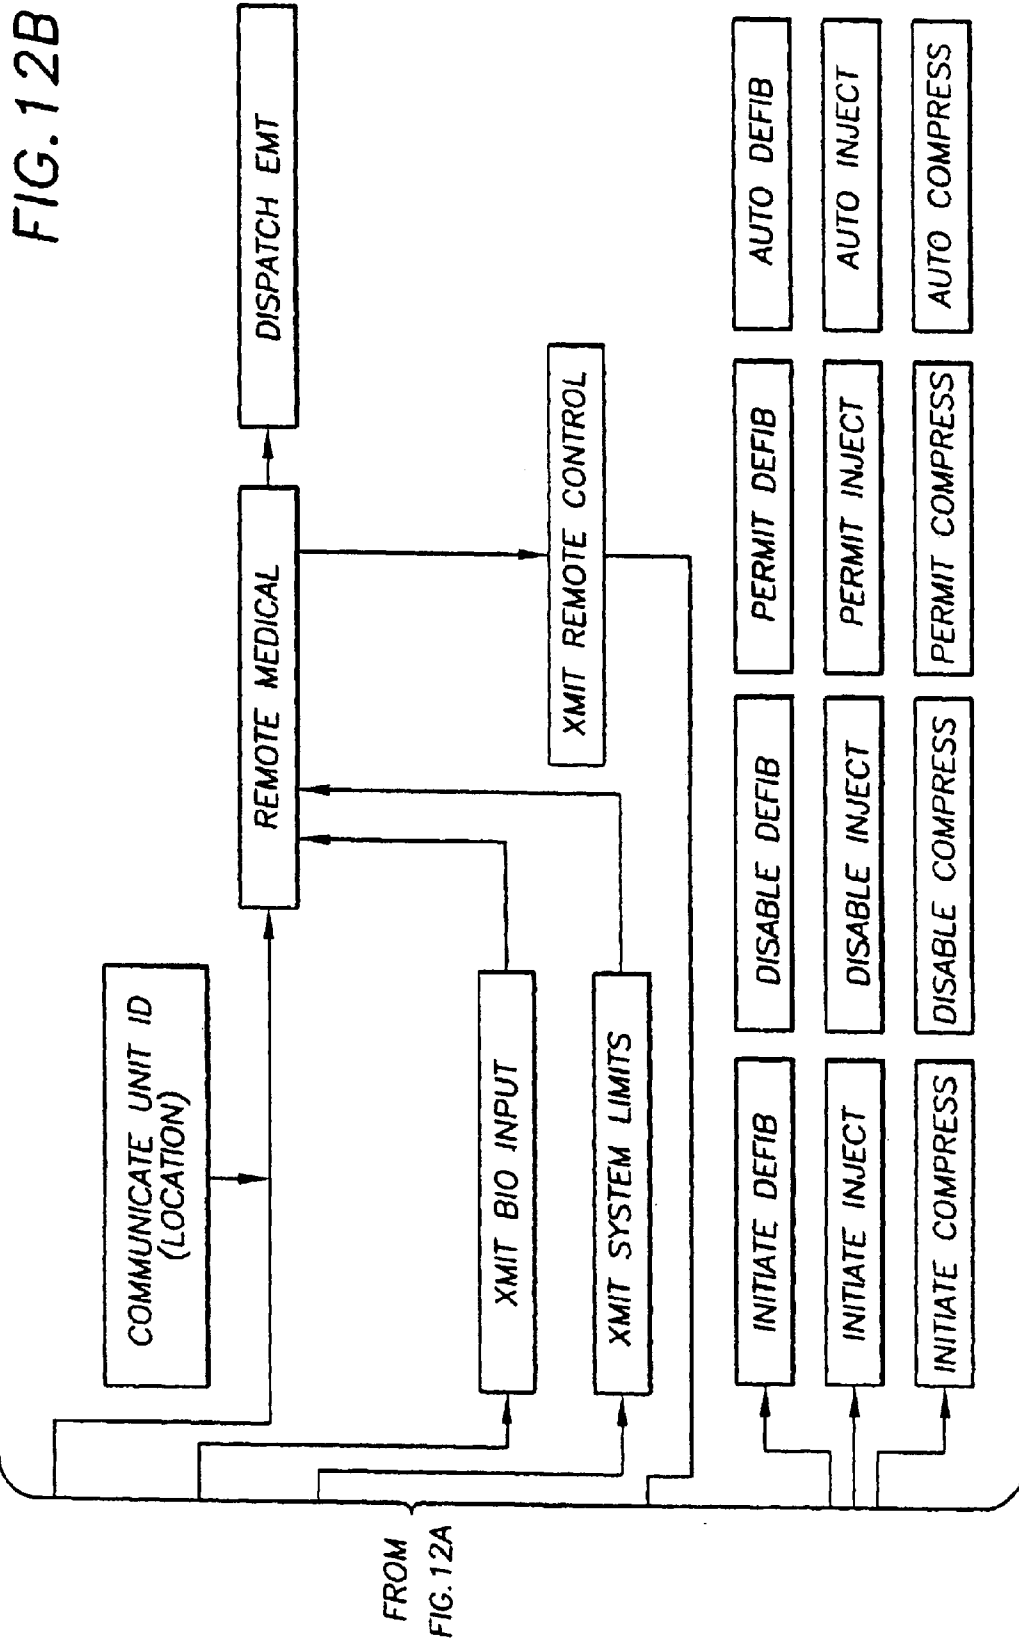 FIG. 12B
COMMUNICATE UNIT ID
(LOCATION)
REMOTE MEDICAL
DISPATCH EMT
XMIT BIO INPUT
XMIT SYSTEM LIMITS
XMIT REMOTE CONTROL
FROM
FIG. 12A
INITIATE DEFIB
DISABLE DEFIB
PERMIT DEFIB
AUTO DEFIB
INITIATE INJECT
DISABLE INJECT
PERMIT INJECT
AUTO INJECT
INITIATE COMPRESS
DISABLE COMPRESS
PERMIT COMPRESS
AUTO COMPRESS